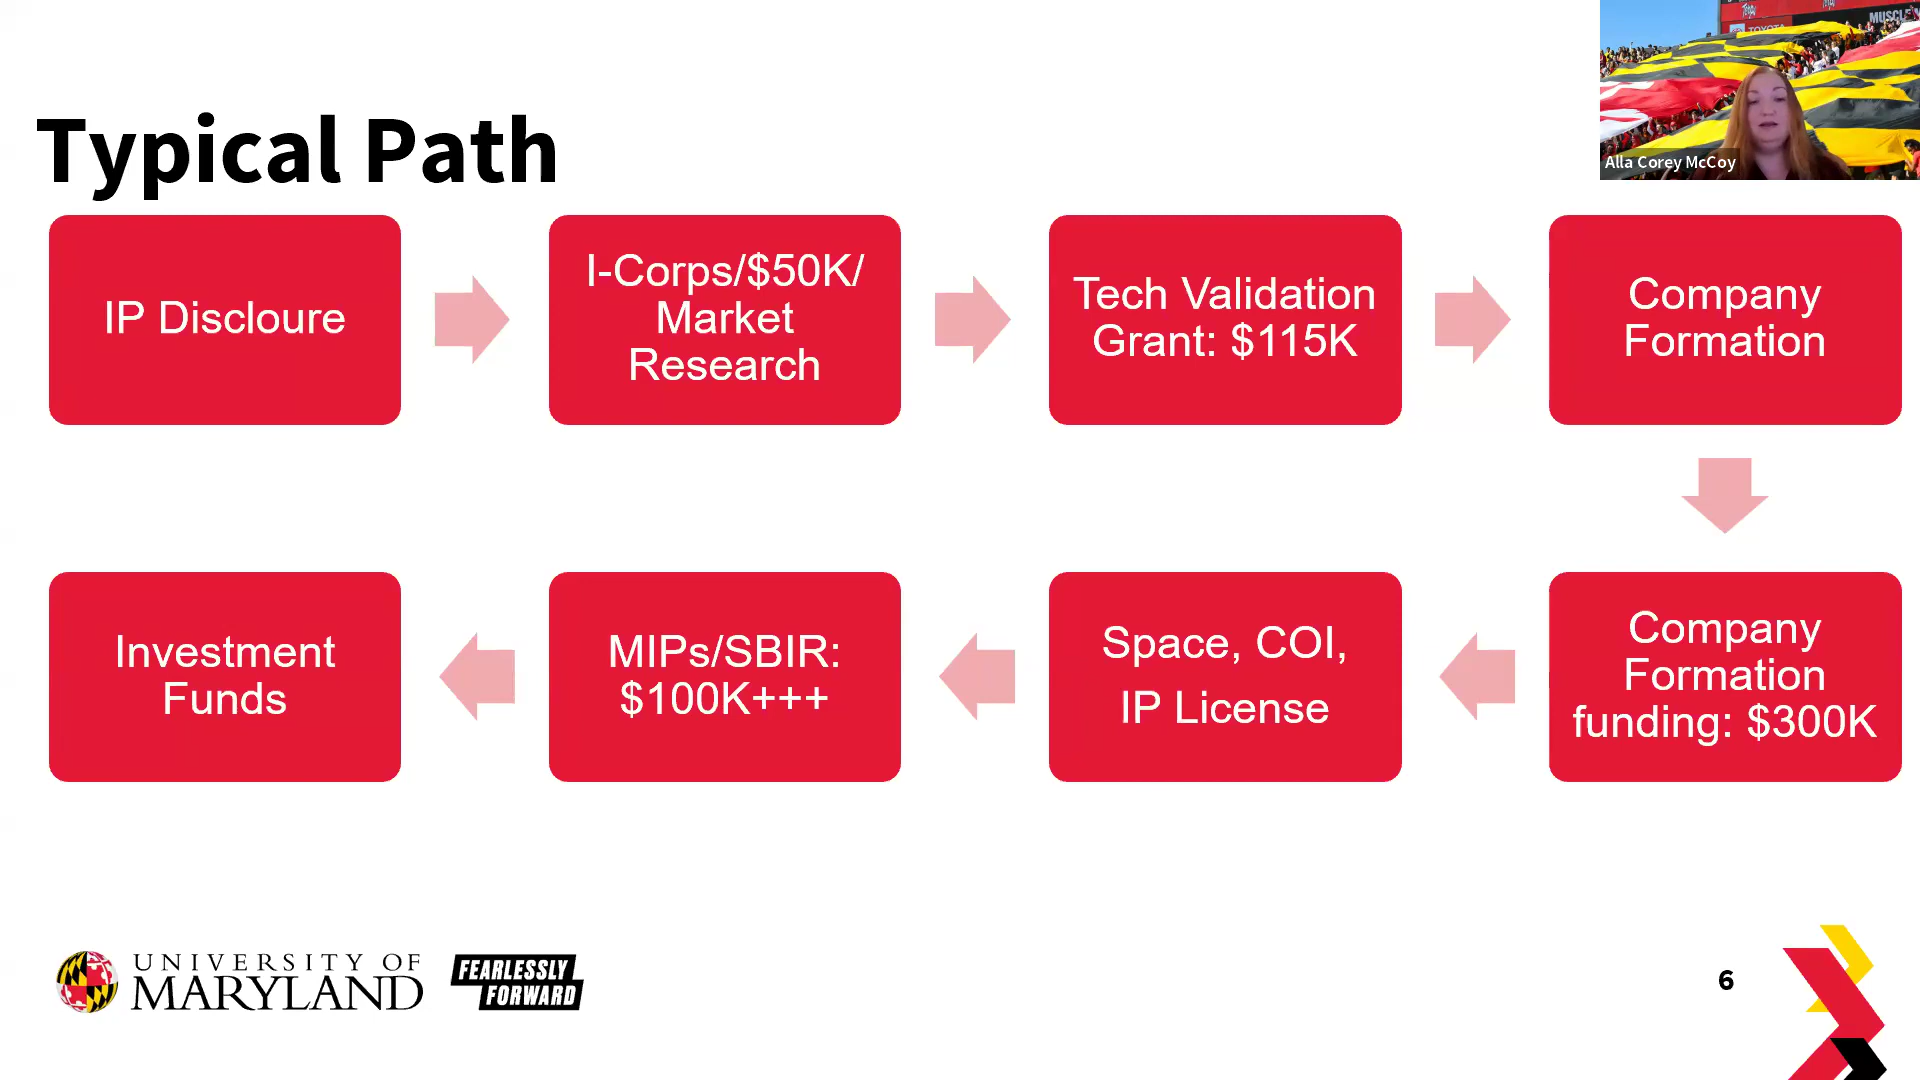 Typical Path
TOYOTA
Alla Corey McCoy
IP Discloure
I-Corps/$50K/
Market
Research
Tech Validation
Grant: $115K
Company
Formation
Company
Formation
funding: $300K
Space, COI,
IP License
MIPs/SBIR:
$100K+++
Investment
Funds
UNIVERSITY OF
MARYLAND
FEARLESSLY
FORWARD
6